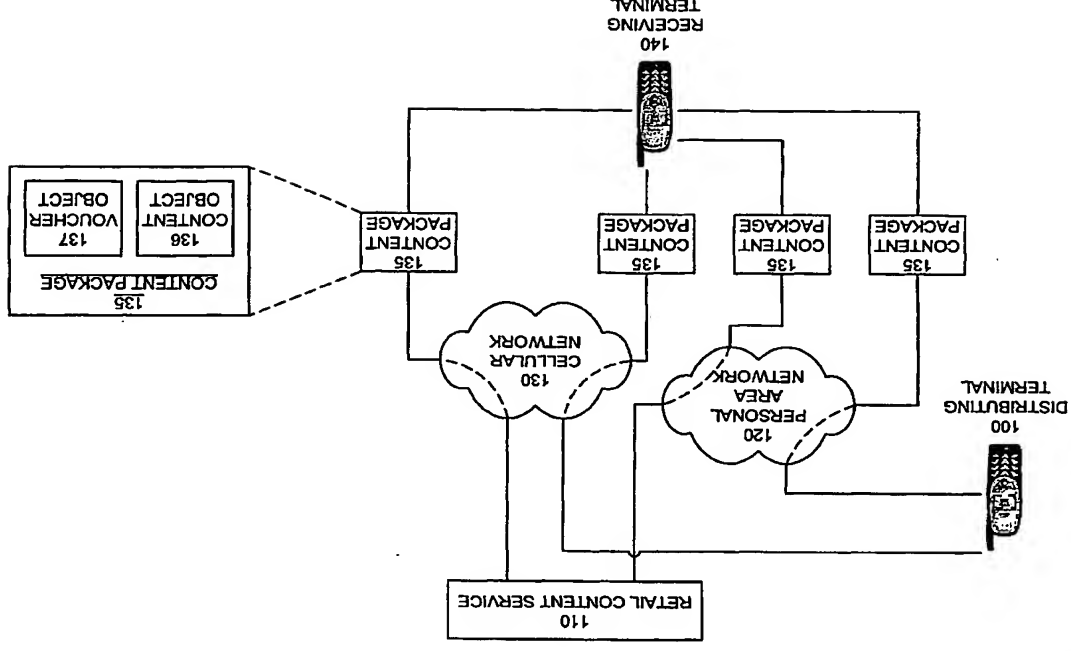 110
RETAIL CONTENT SERVICE
100
DISTRIBUTING
TERMINAL
120
PERSONAL
AREA
NETWORK
130
CELLULAR
NETWORK
135
CONTENT
PACKAGE
135
CONTENT
PACKAGE
135
CONTENT
PACKAGE
135
CONTENT
PACKAGE
135
CONTENT PACKAGE
136
CONTENT
OBJECT
137
VOUCHER
OBJECT
140
RECEIVING
TERMINAL